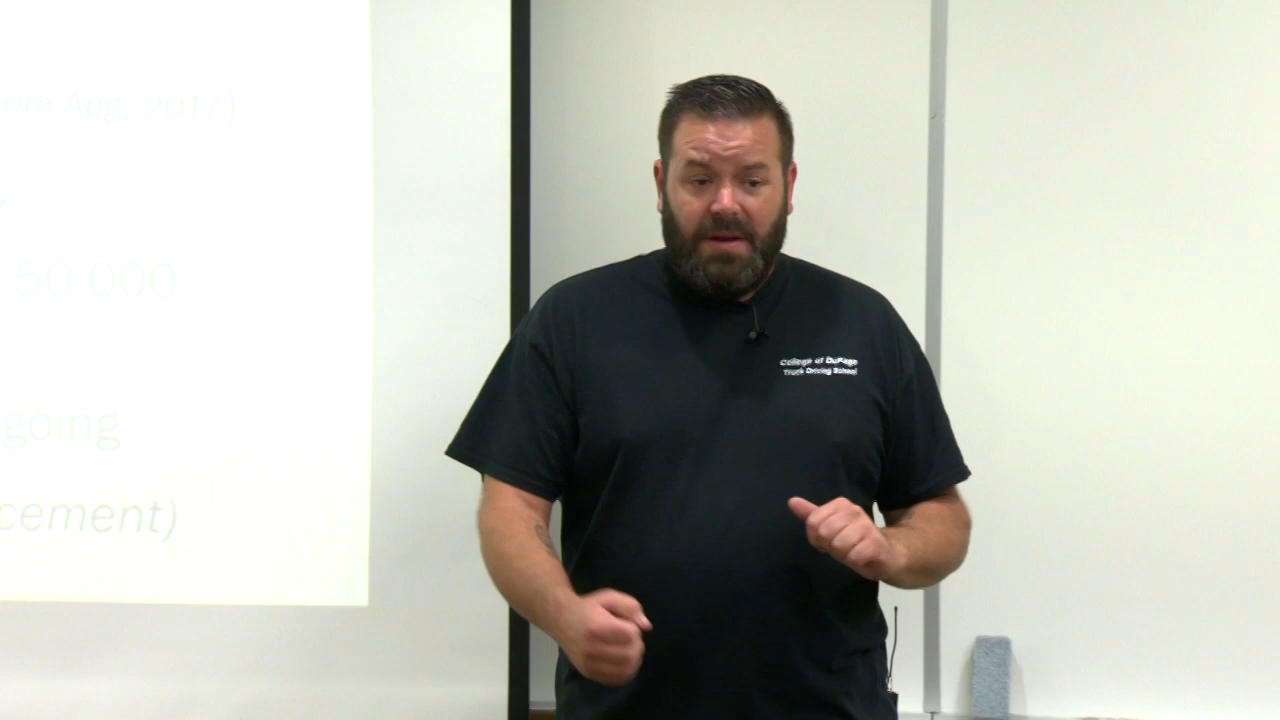 om Aug, 2017)
50.000
going
cement)
College of DuPage
Truck Driving School